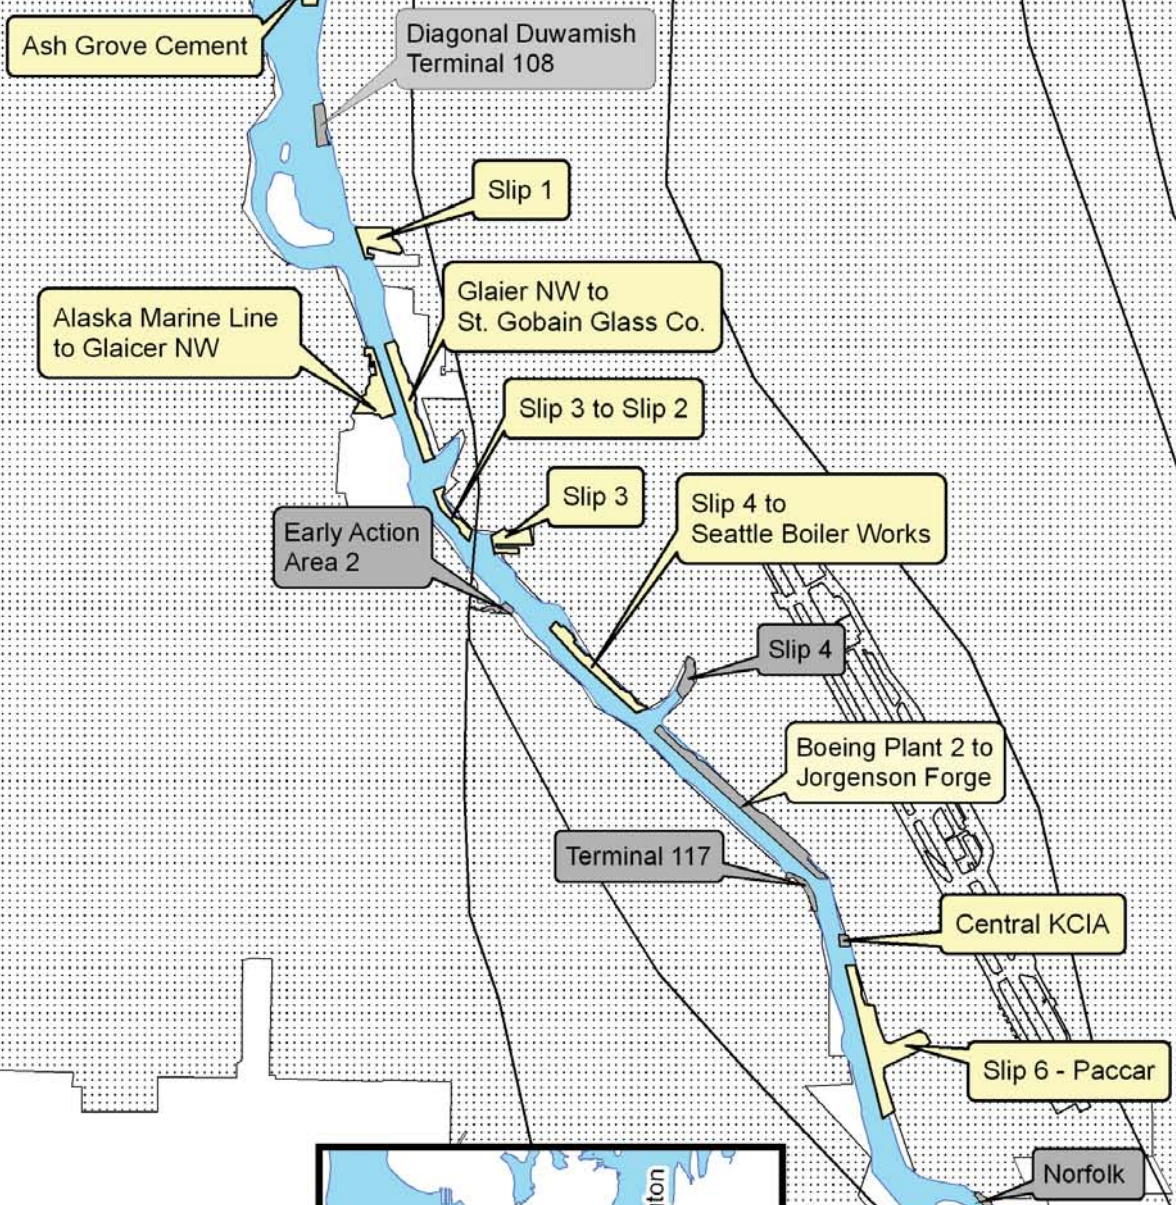 Ash Grove Cement
Diagonal Duwamish
Terminal 108
Slip 1
Glaier NW to
St. Gobain Glass Co.
Alaska Marine Line
to Glaicer NW
Slip 3 to Slip 2
Slip 3
Slip 4 to
Seattle Boiler Works
Early Action
Area 2
Slip 4
Boeing Plant 2 to
Jorgenson Forge
Terminal 117
Central KCIA
Slip 6 - Paccar
Norfolk
ton